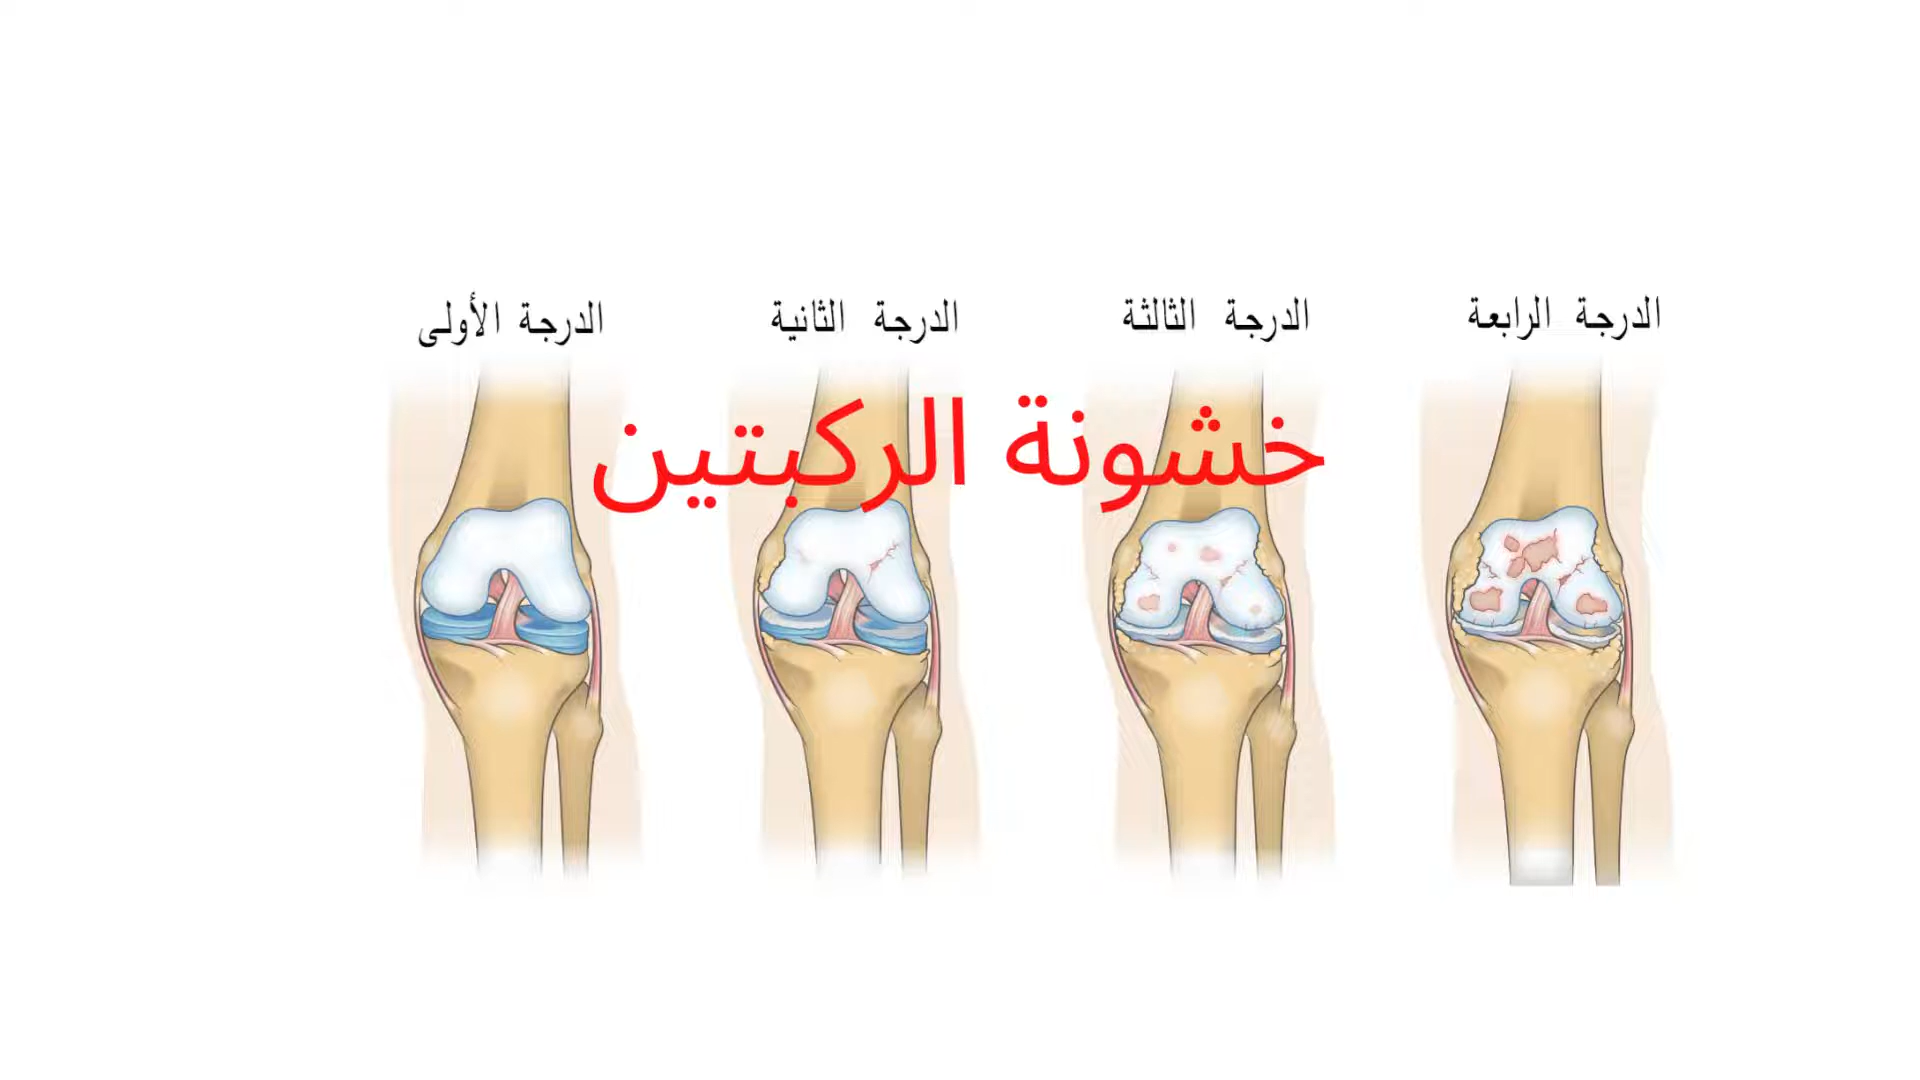 الدرجة الأولى
الدرجة الثانية
الدرجة الثالثة
الدرجة الرابعة
خشونة الركبتين